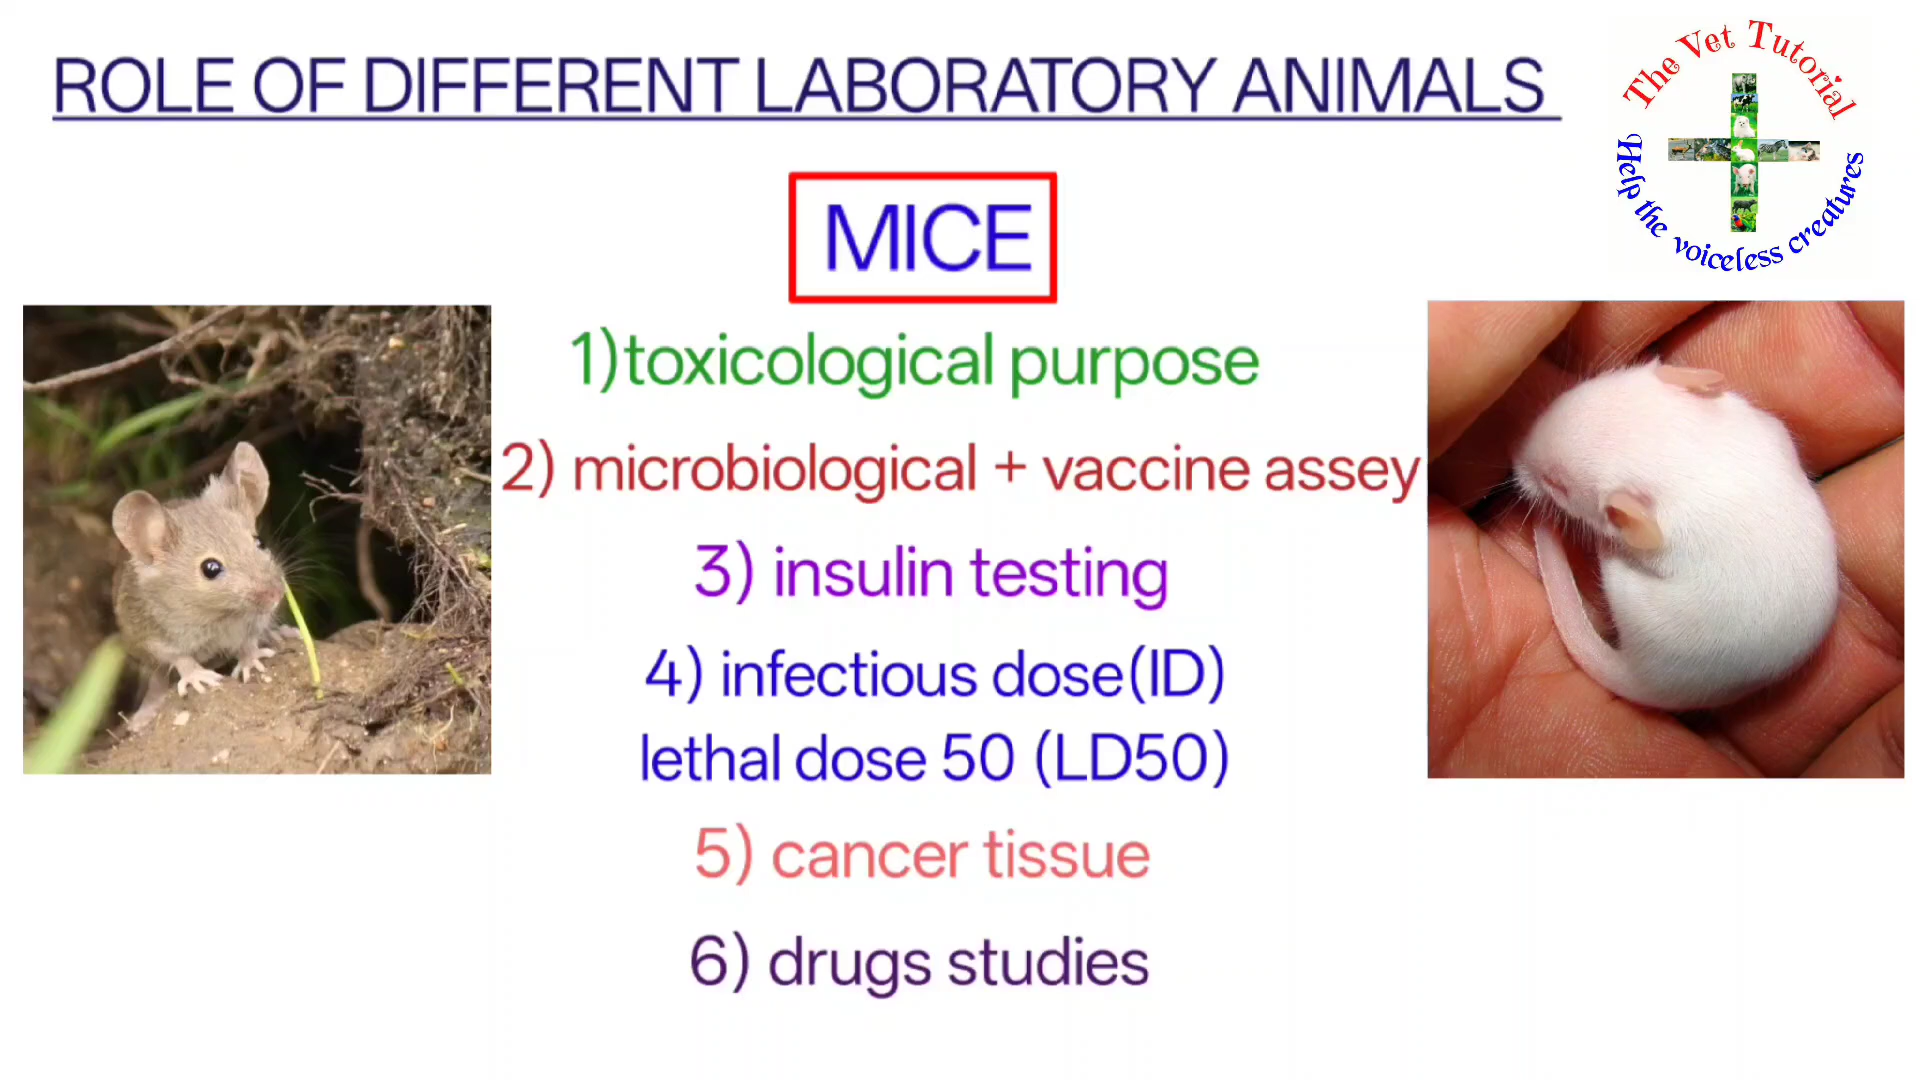 ROLE OF DIFFERENT LABORATORY ANIMALS
The Vet Tutorial
Help the voiceless creatures
MICE
1)toxicological purpose
2) microbiological + vaccine assey
3) insulin testing
4) infectious dose(ID)
lethal dose 50 (LD50)
5) cancer tissue
6) drugs studies